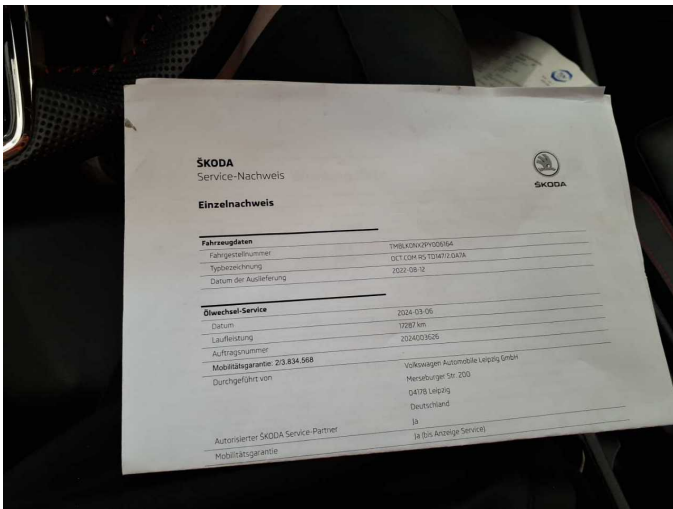 ŠKODA
Service-Nachweis
ŠKODA
Einzelnachweis
Fahrzeugdaten
Fahrgestellnummer TMBLK0NX2PY006164
Typbezeichnung OCT.COM.RS TD147/2.0A7A
Datum der Auslieferung 2022-08-12
Ölwechsel-Service
Datum 2024-03-06
Laufleistung 17287 km
Auftragsnummer 2024003626
Mobilitätsgarantie: 2/3.834.568
Durchgeführt von Volkswagen Automobile Leipzig GmbH
Merseburger Str. 200
04178 Leipzig
Deutschland
Autorisierter ŠKODA Service-Partner Ja
Mobilitätsgarantie Ja (bis Anzeige Service)